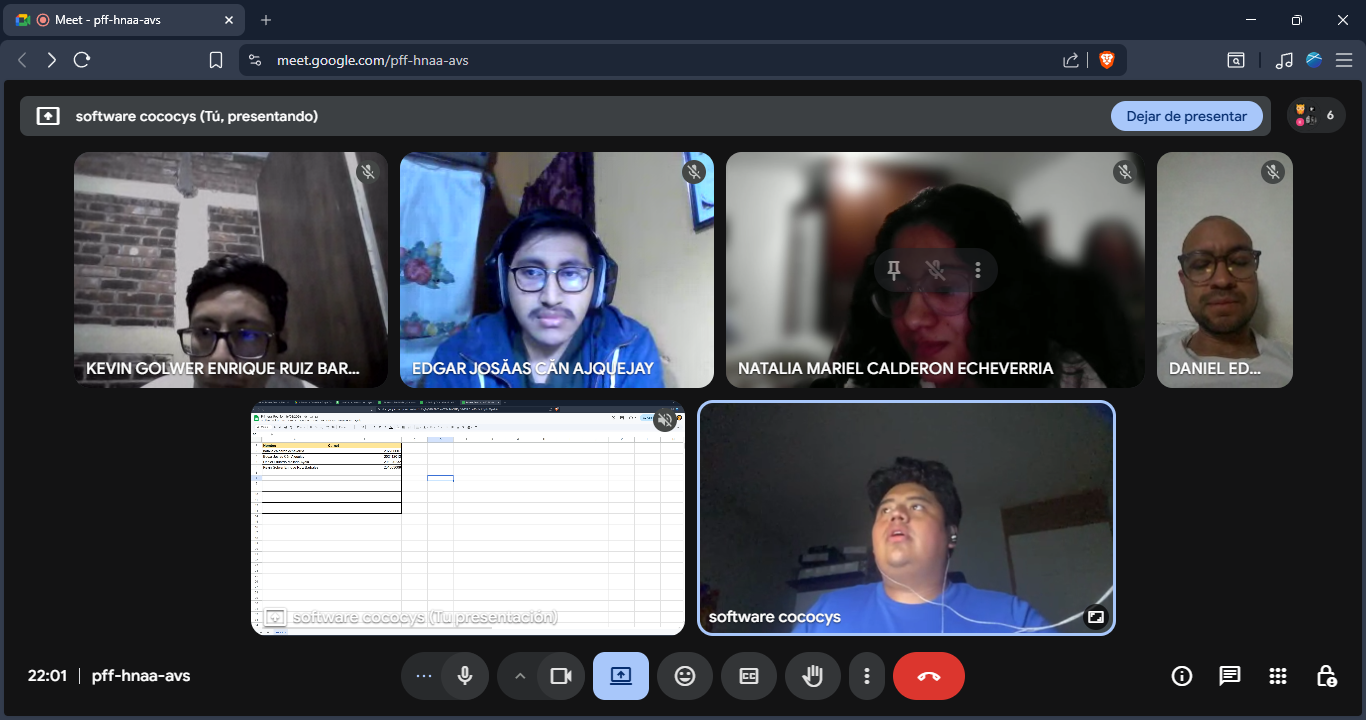 Meet - pff-hnaa-avs
meet.google.com/pff-hnaa-avs
software cococys (Tú, presentando)
Dejar de presentar
6
KEVIN GOLWER ENRIQUE RUIZ BAR...
EDGAR JOSÃAS CÃN AJQUEJAY
NATALIA MARIEL CALDERON ECHEVERRIA
DANIEL ED...
Nombre
software cococys (Tu presentación)
software cococys
22:01
pff-hnaa-avs
CC